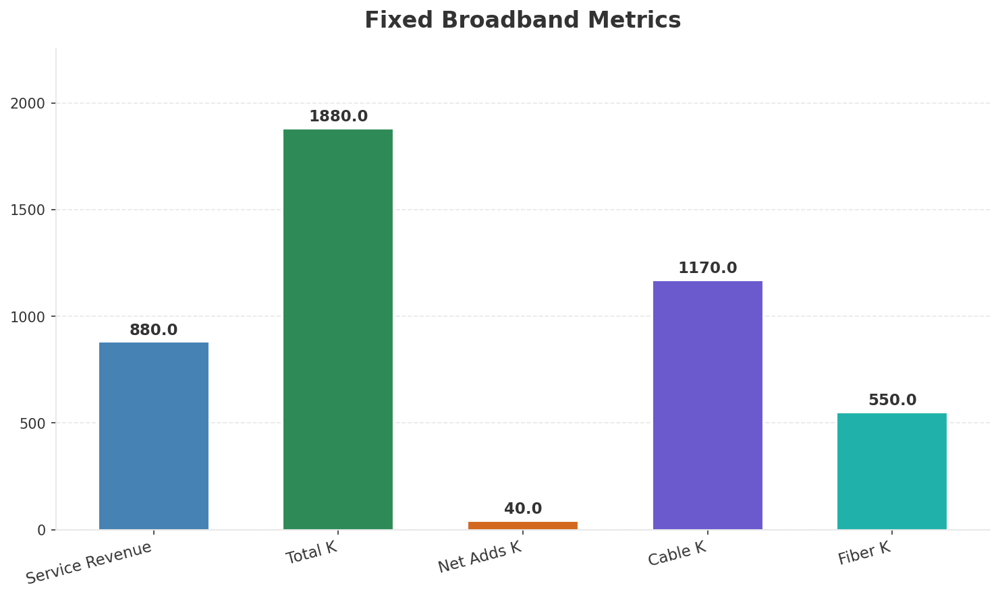 Fixed Broadband Metrics
2000
1500
1000
500
0
880.0
1880.0
40.0
1170.0
550.0
Service Revenue
Total K
Net Adds K
Cable K
Fiber K